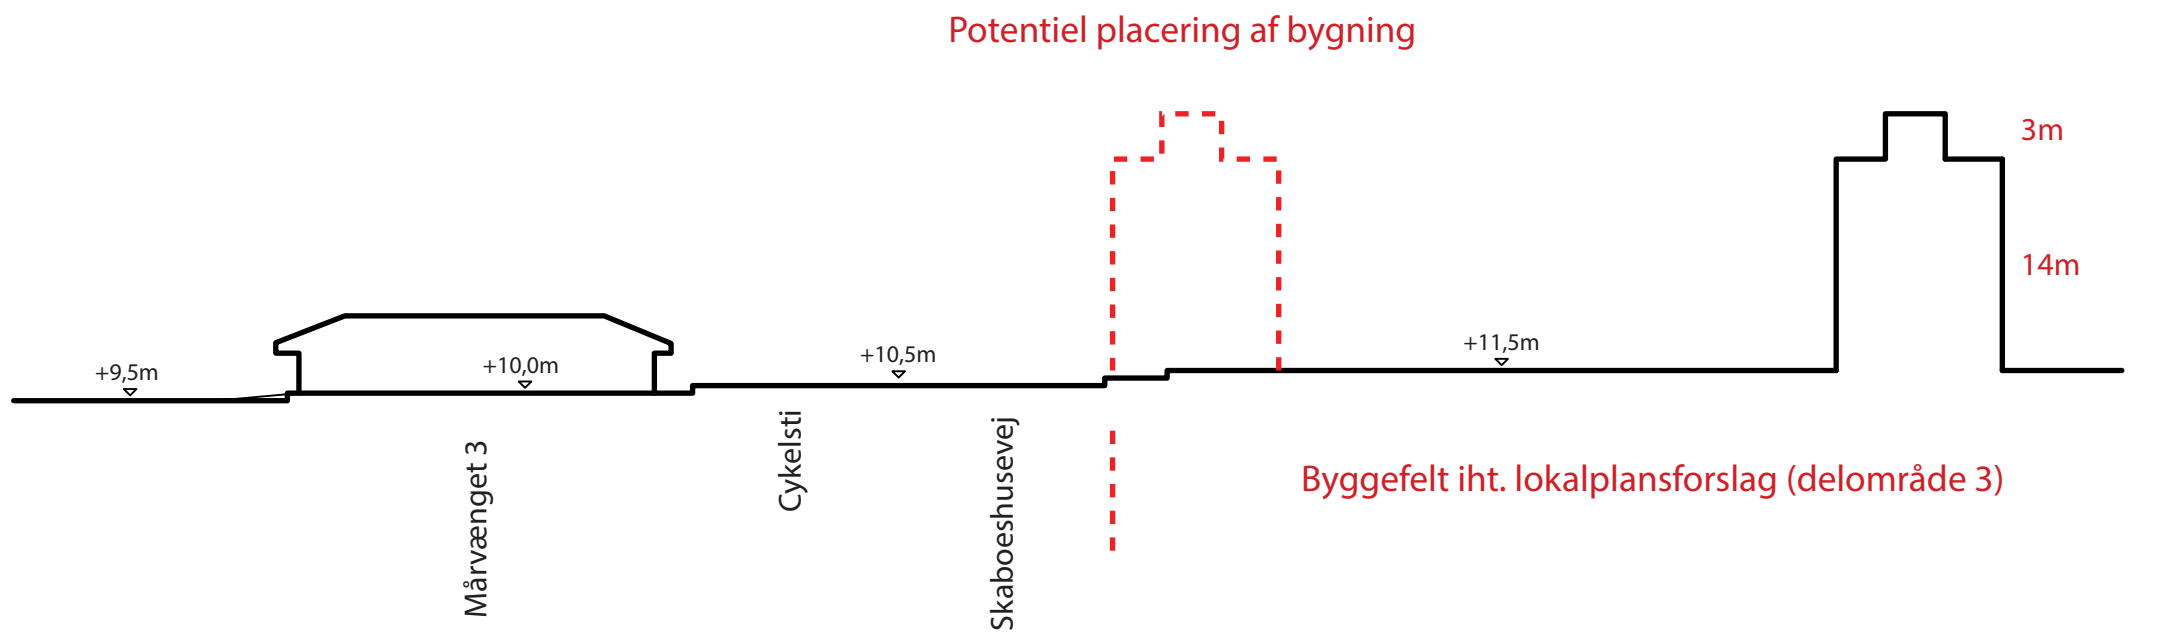 Potentiel placering af bygning
3m
14m
+9,5m
+10,0m
+10,5m
+11,5m
Mårvænget 3
Cykelsti
Skaboeshusevej
Byggefelt iht. lokalplansforslag (delområde 3)